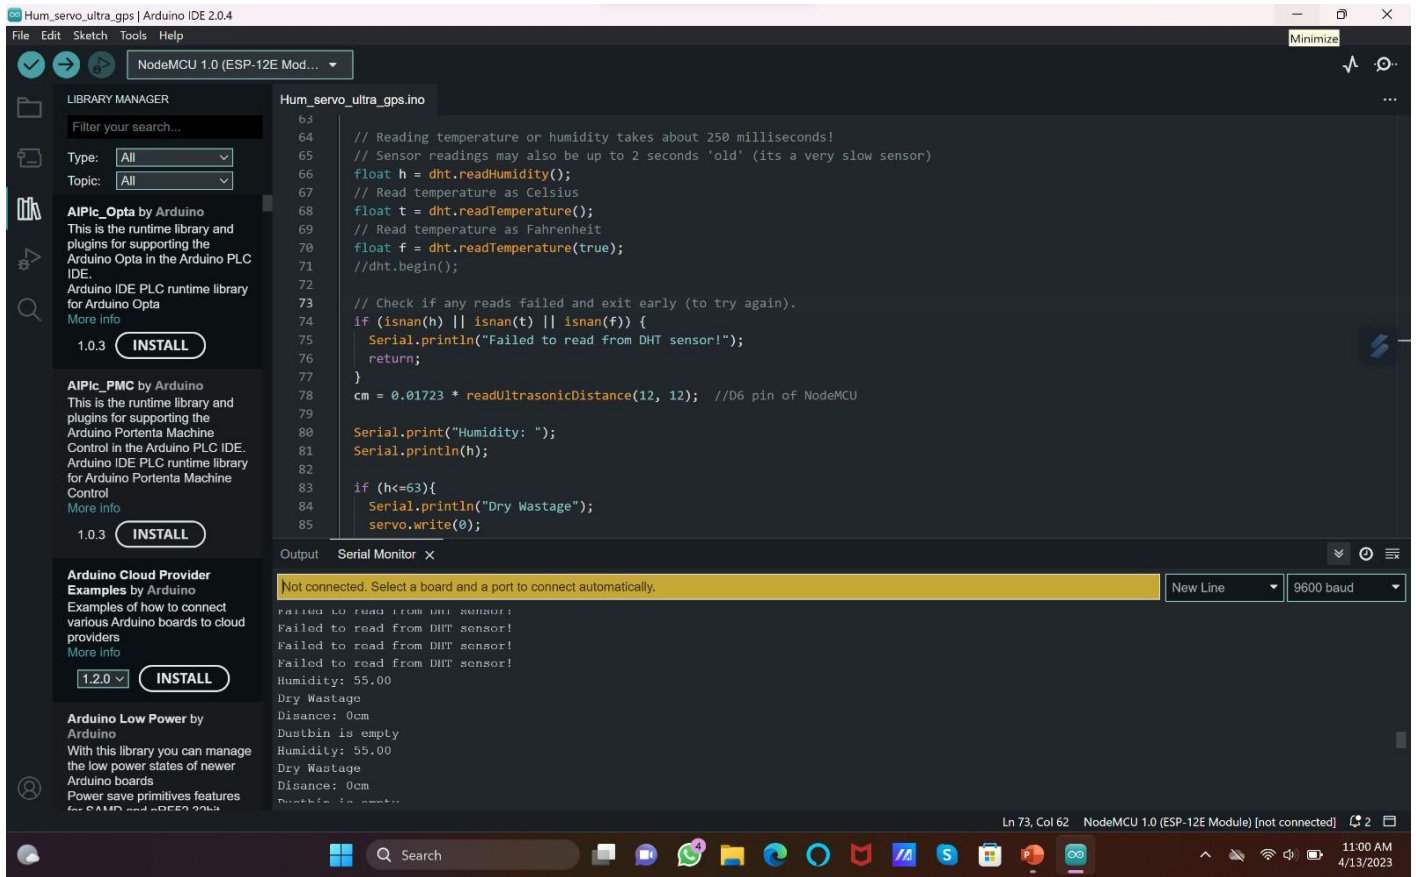 Hum_servo_ultra_gps | Arduino IDE 2.0.4
File Edit Sketch Tools Help
Minimize
NodeMCU 1.0 (ESP-12E Mod...
LIBRARY MANAGER
Filter your search...
Type: All
Topic: All
AIPlc_Opta by Arduino
This is the runtime library and
plugins for supporting the
Arduino Opta in the Arduino PLC
IDE.
Arduino IDE PLC runtime library
for Arduino Opta
More info
1.0.3 INSTALL
AIPlc_PMC by Arduino
This is the runtime library and
plugins for supporting the
Arduino Portenta Machine
Control in the Arduino PLC IDE.
Arduino IDE PLC runtime library
for Arduino Portenta Machine
Control
More info
1.0.3 INSTALL
Arduino Cloud Provider
Examples by Arduino
Examples of how to connect
various Arduino boards to cloud
providers
More info
1.2.0 INSTALL
Arduino Low Power by
Arduino
With this library you can manage
the low power states of newer
Arduino boards
Power save primitives features
for SAMD and nRF52 32bit
Hum_servo_ultra_gps.ino
63
64 // Reading temperature or humidity takes about 250 milliseconds!
65 // Sensor readings may also be up to 2 seconds 'old' (its a very slow sensor)
66 float h = dht.readHumidity();
67 // Read temperature as Celsius
68 float t = dht.readTemperature();
69 // Read temperature as Fahrenheit
70 float f = dht.readTemperature(true);
71 //dht.begin();
72
73 // Check if any reads failed and exit early (to try again).
74 if (isnan(h) || isnan(t) || isnan(f)) {
75 Serial.println("Failed to read from DHT sensor!");
76 return;
77 }
78 cm = 0.01723 * readUltrasonicDistance(12, 12); //D6 pin of NodeMCU
79
80 Serial.print("Humidity: ");
81 Serial.println(h);
82
83 if (h<=63){
84 Serial.println("Dry Wastage");
85 servo.write(0);
Output Serial Monitor
Not connected. Select a board and a port to connect automatically.
New Line 9600 baud
Failed to read from DHT sensor!
Failed to read from DHT sensor!
Failed to read from DHT sensor!
Failed to read from DHT sensor!
Humidity: 55.00
Dry Wastage
Disance: 0cm
Dustbin is empty
Humidity: 55.00
Dry Wastage
Disance: 0cm
Dustbin is empty
Ln 73, Col 62 NodeMCU 1.0 (ESP-12E Module) [not connected] 2
Search
4
11:00 AM
4/13/2023